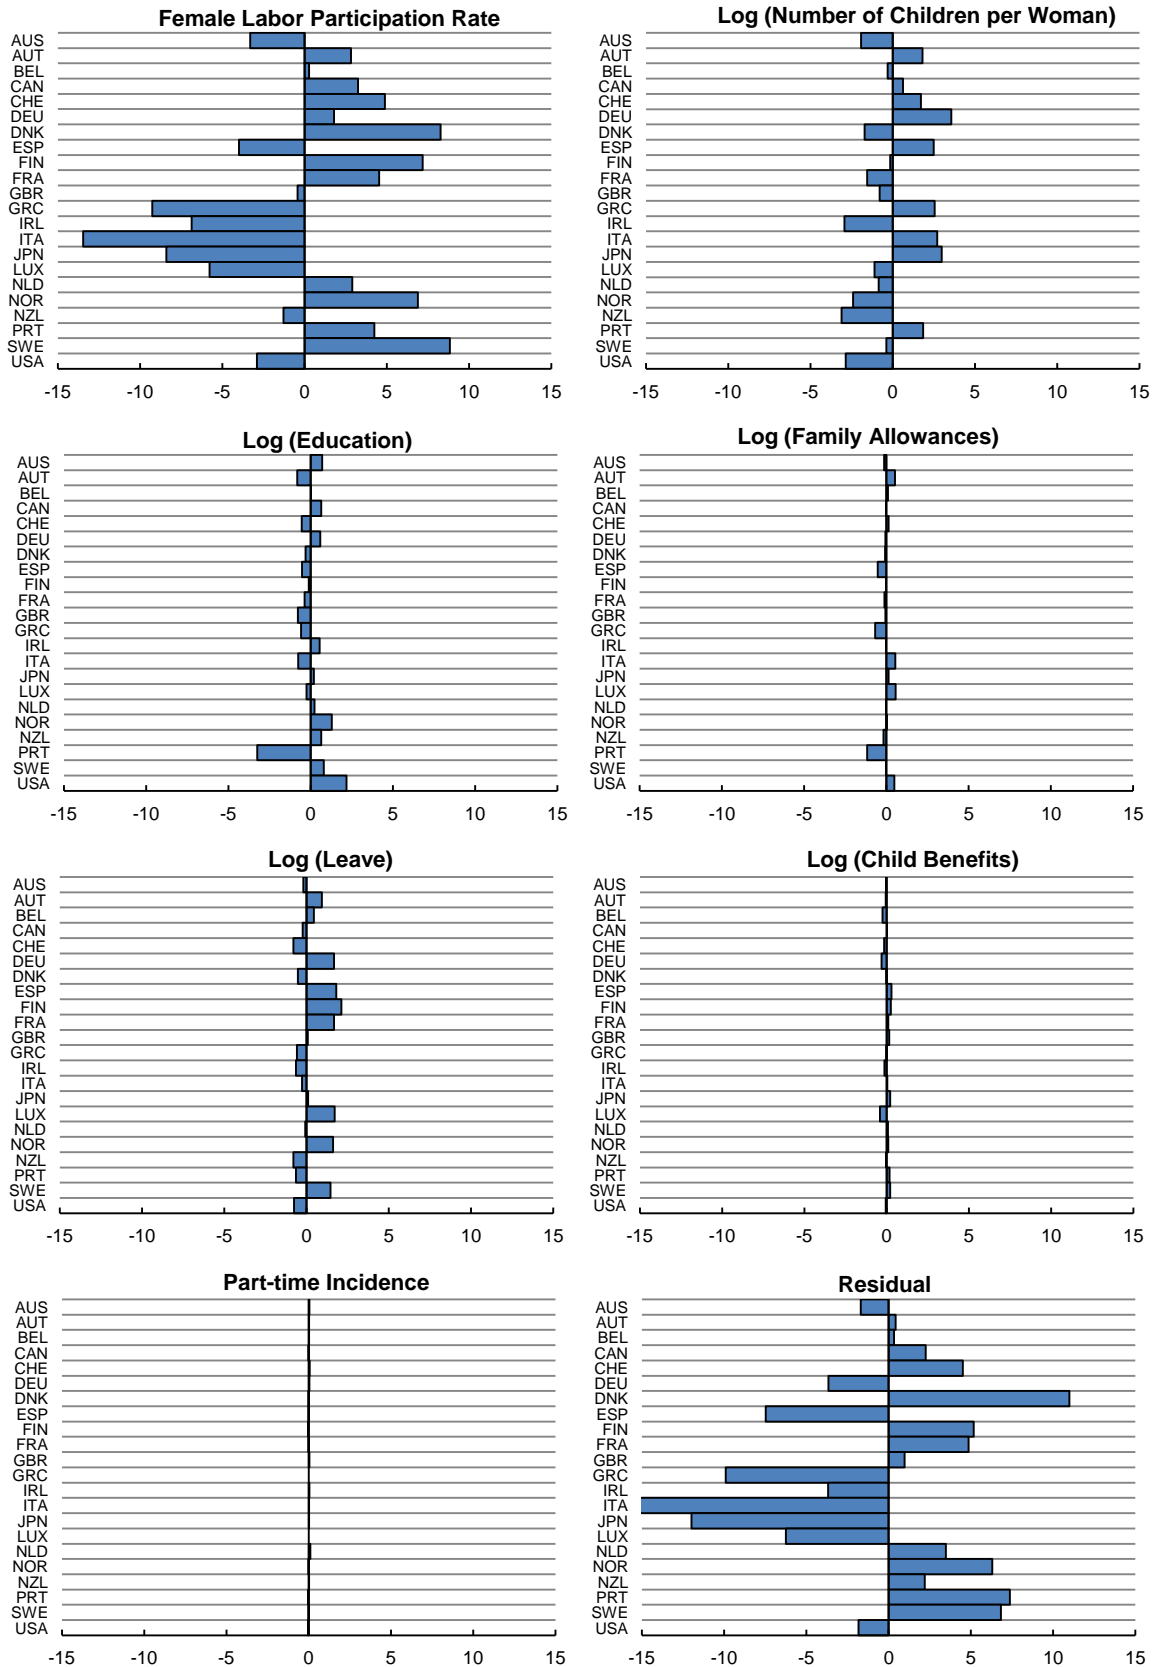 Female Labor Participation Rate
AUS
AUT
BEL
CAN
CHE
DEU
DNK
ESP
FIN
FRA
GBR
GRC
IRL
ITA
JPN
LUX
NLD
NOR
NZL
PRT
SWE
USA
-15 -10 -5 0 5 10 15
Log (Number of Children per Woman)
AUS
AUT
BEL
CAN
CHE
DEU
DNK
ESP
FIN
FRA
GBR
GRC
IRL
ITA
JPN
LUX
NLD
NOR
NZL
PRT
SWE
USA
-15 -10 -5 0 5 10 15
Log (Education)
AUS
AUT
BEL
CAN
CHE
DEU
DNK
ESP
FIN
FRA
GBR
GRC
IRL
ITA
JPN
LUX
NLD
NOR
NZL
PRT
SWE
USA
-15 -10 -5 0 5 10 15
Log (Family Allowances)
AUS
AUT
BEL
CAN
CHE
DEU
DNK
ESP
FIN
FRA
GBR
GRC
IRL
ITA
JPN
LUX
NLD
NOR
NZL
PRT
SWE
USA
-15 -10 -5 0 5 10 15
Log (Leave)
AUS
AUT
BEL
CAN
CHE
DEU
DNK
ESP
FIN
FRA
GBR
GRC
IRL
ITA
JPN
LUX
NLD
NOR
NZL
PRT
SWE
USA
-15 -10 -5 0 5 10 15
Log (Child Benefits)
AUS
AUT
BEL
CAN
CHE
DEU
DNK
ESP
FIN
FRA
GBR
GRC
IRL
ITA
JPN
LUX
NLD
NOR
NZL
PRT
SWE
USA
-15 -10 -5 0 5 10 15
Part-time Incidence
AUS
AUT
BEL
CAN
CHE
DEU
DNK
ESP
FIN
FRA
GBR
GRC
IRL
ITA
JPN
LUX
NLD
NOR
NZL
PRT
SWE
USA
-15 -10 -5 0 5 10 15
Residual
AUS
AUT
BEL
CAN
CHE
DEU
DNK
ESP
FIN
FRA
GBR
GRC
IRL
ITA
JPN
LUX
NLD
NOR
NZL
PRT
SWE
USA
-15 -10 -5 0 5 10 15